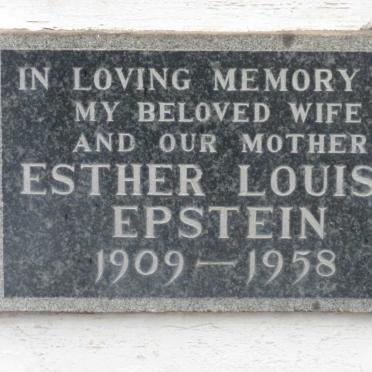 IN LOVING MEMORY
MY BELOVED WIFE
AND OUR MOTHER
ESTHER LOUIS
EPSTEIN
1909 — 1958